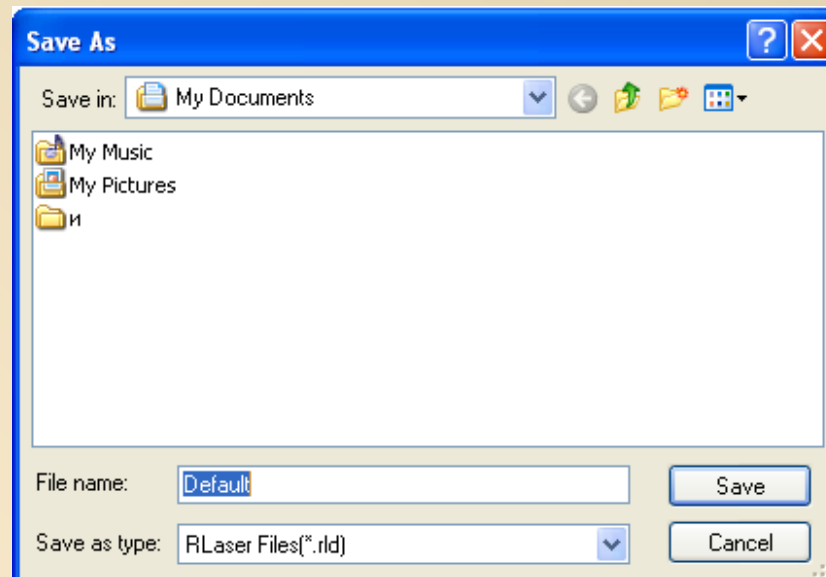 Save As
Save in: My Documents
My Music
My Pictures
и
File name: Default Save
Save as type: RLaser Files(*.rld) Cancel